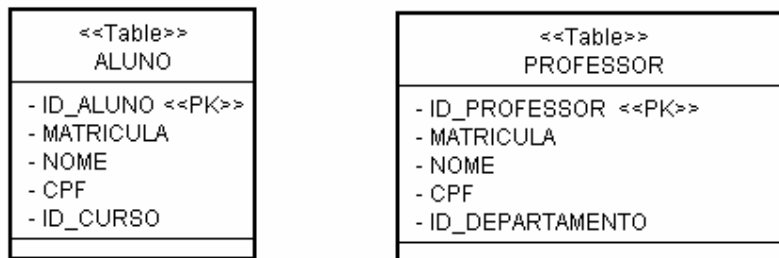 <<Table>>
ALUNO
- ID_ALUNO <<PK>>
- MATRICULA
- NOME
- CPF
- ID_CURSO
<<Table>>
PROFESSOR
- ID_PROFESSOR <<PK>>
- MATRICULA
- NOME
- CPF
- ID_DEPARTAMENTO